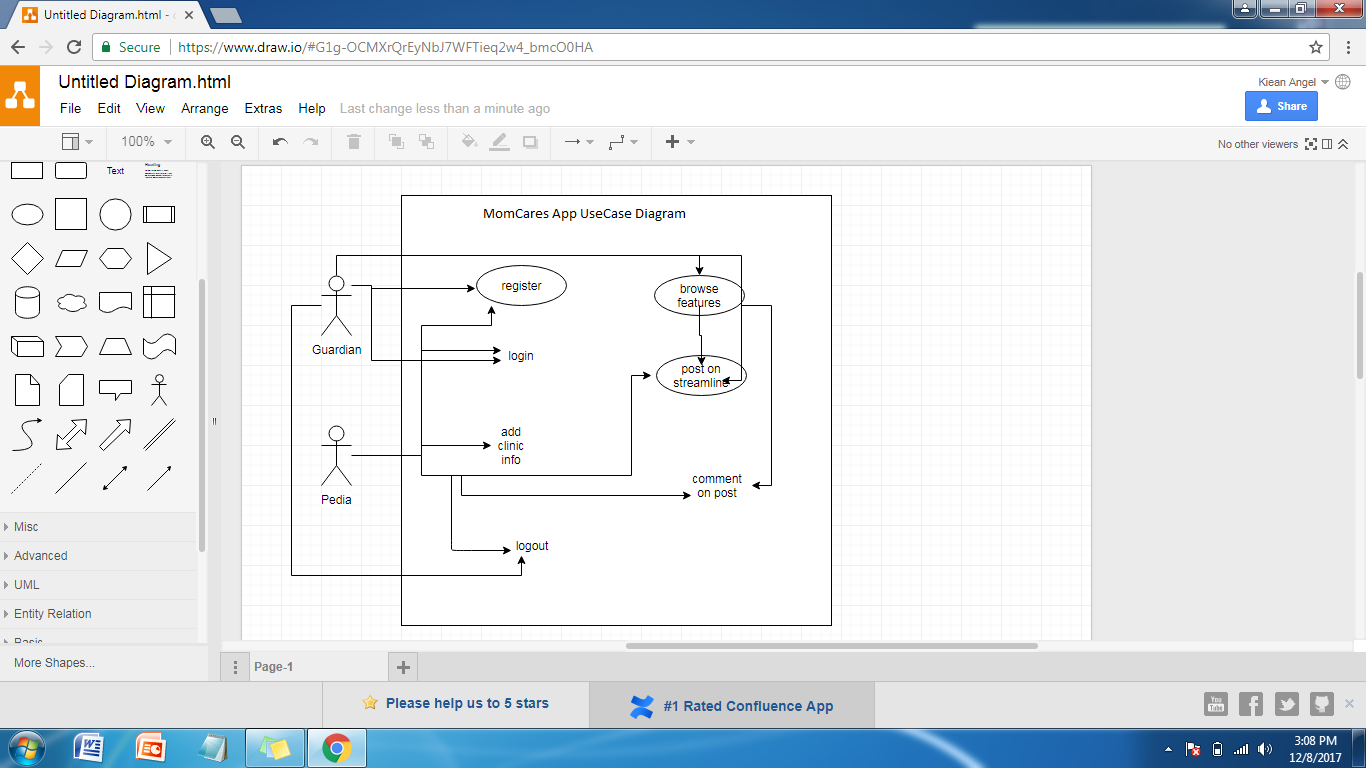 Untitled Diagram.html - d
Secure
https://www.draw.io/#G1g-OCMXrQrEyNbJ7WFTieq2w4_bmcO0HA
Untitled Diagram.html
Kiean Angel
File Edit View Arrange Extras Help Last change less than a minute ago
Share
100%
No other viewers
Text
Heading
MomCares App UseCase Diagram
register
browse
features
Guardian
login
post on
streamline
add
clinic
info
Pedia
comment
on post
logout
Misc
Advanced
UML
Entity Relation
Basic
More Shapes...
Page-1
Please help us to 5 stars
#1 Rated Confluence App
You
Tube
3:08 PM
12/8/2017